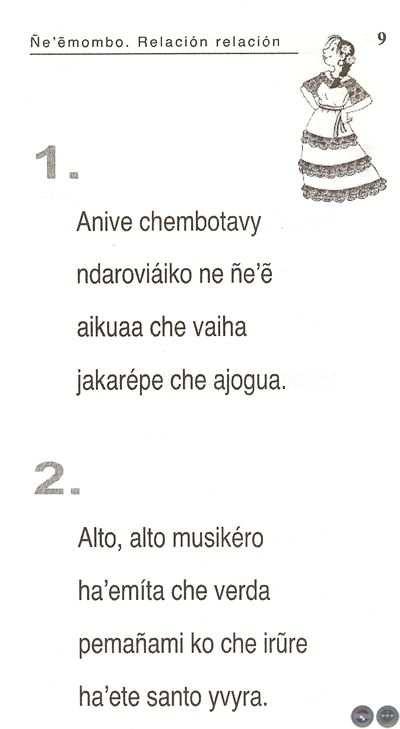 Ñe'ẽmombo. Relación relación
9
1.
Anive chembotavy
ndaroviáiko ne ñe'ẽ
aikuaa che vaiha
jakarépe che ajogua.
2.
Alto, alto musikéro
ha'emíta che verda
pemañami ko che irũre
ha'ete santo yvyra.